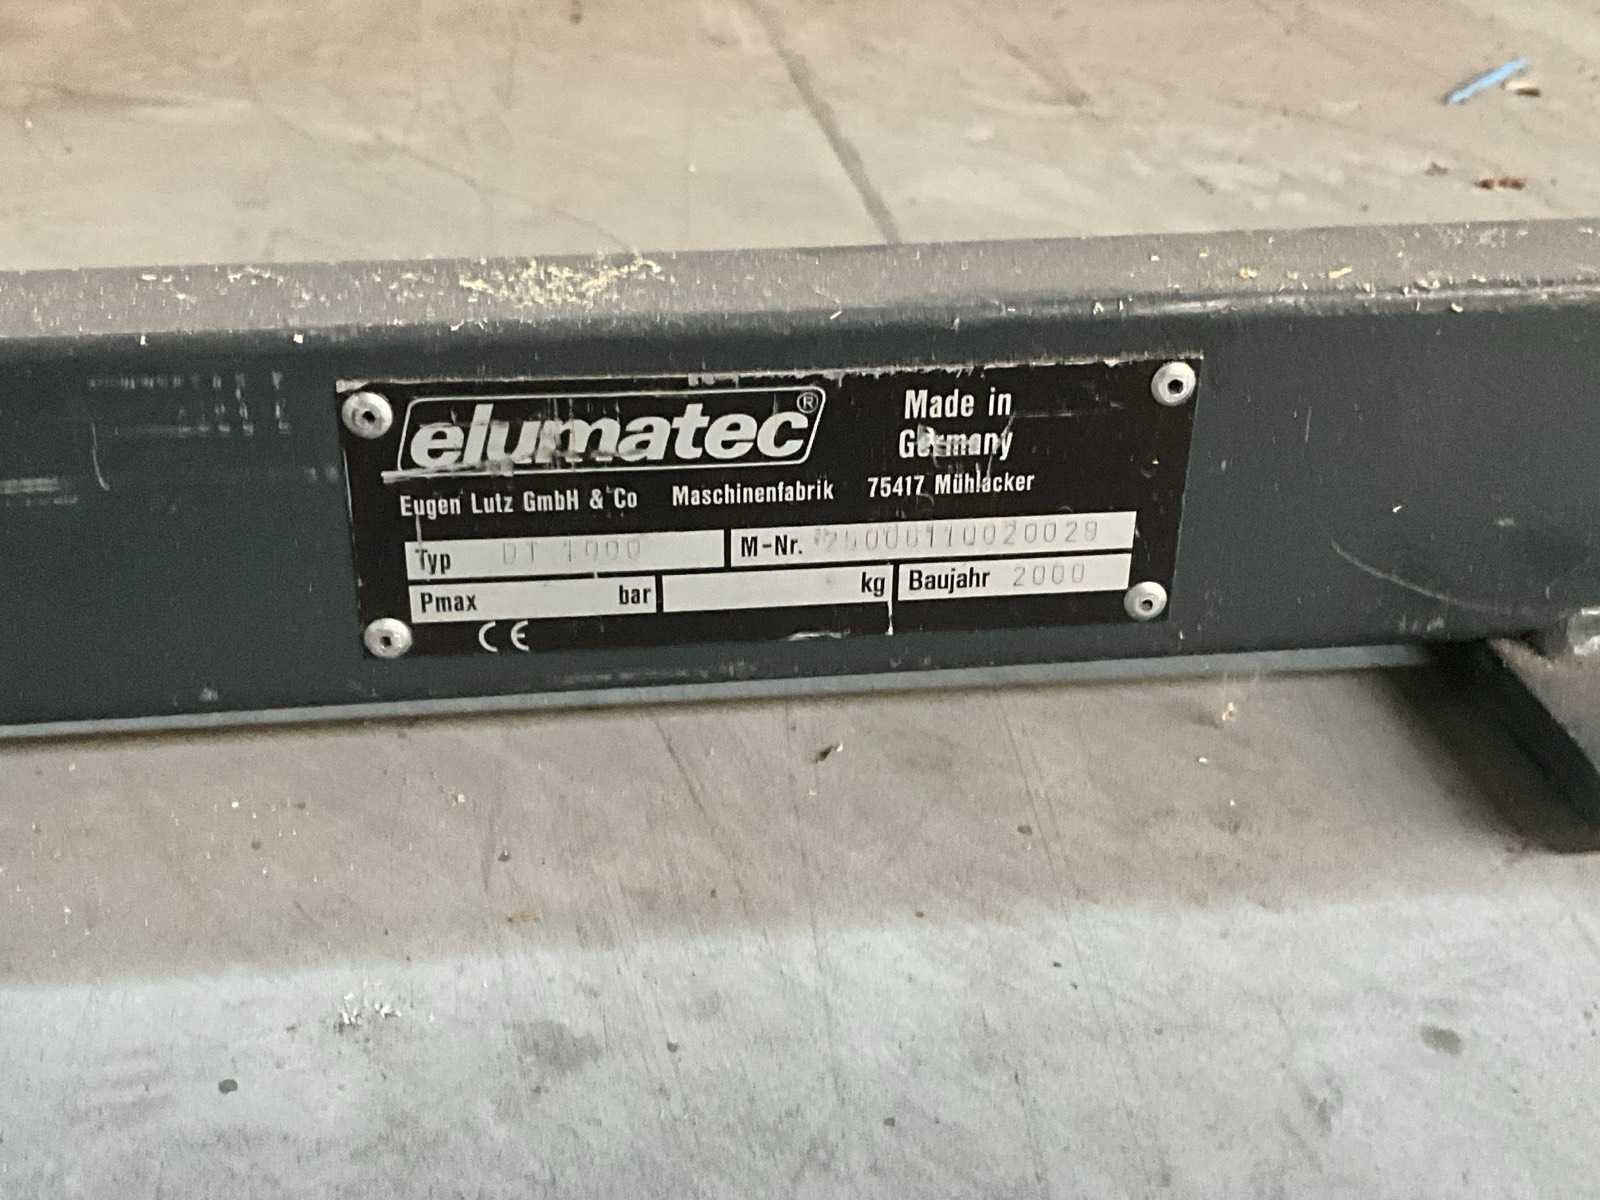 elumatec®
Made in
Germany
Eugen Lutz GmbH & Co Maschinenfabrik 75417 Mühlacker
Typ DT 1000
M-Nr.
Pmax bar kg Baujahr 2000
CE